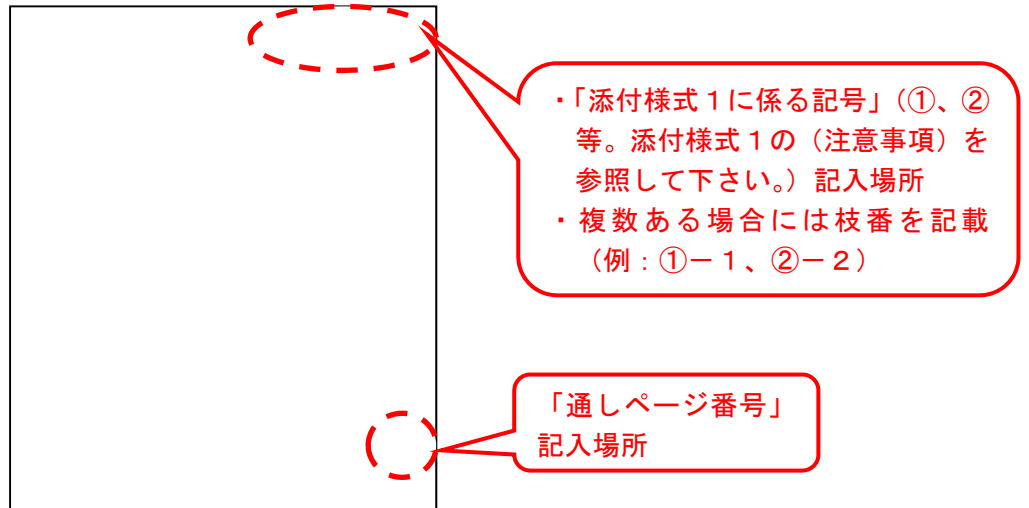 ・「添付様式１に係る記号」（①、②
等。添付様式１の（注意事項）を
参照して下さい。）記入場所
・複数ある場合には枝番を記載
（例：①－１、②－２）
「通しページ番号」
記入場所